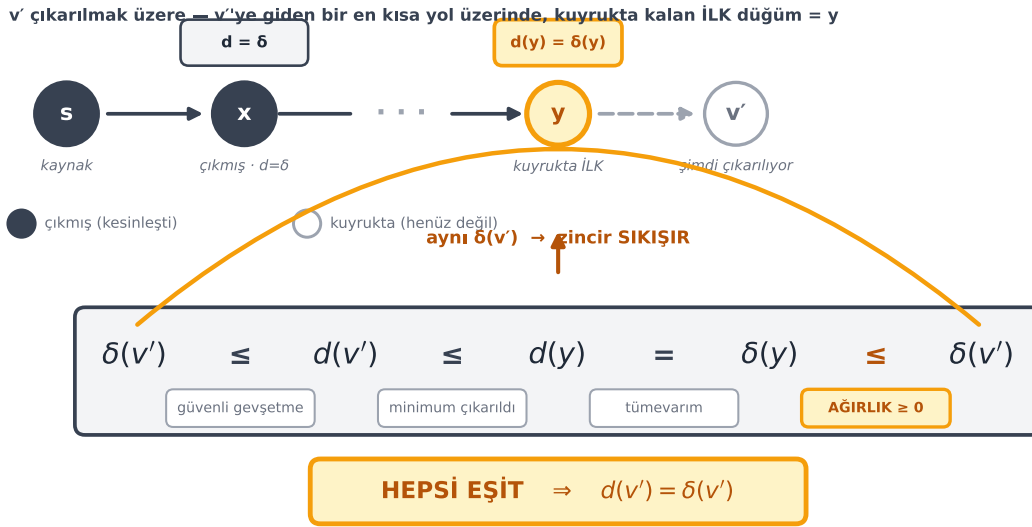 v′ çıkarılmak üzere — v′'ye giden bir en kısa yol üzerinde, kuyrukta kalan İLK düğüm = y
d = δ
d(y) = δ(y)
s
x
· · ·
y
v′
kaynak
çıkmış · d=δ
kuyrukta İLK
şimdi çıkarılıyor
çıkmış (kesinleşti)
kuyrukta (henüz değil)
aynı δ(v′) → zincir SIKIŞIR
δ(v′) ≤ d(v′) ≤ d(y) = δ(y) ≤ δ(v′)
güvenli gevşetme
minimum çıkarıldı
tümevarım
AĞIRLIK ≥ 0
HEPSİ EŞİT ⇒ d(v′) = δ(v′)